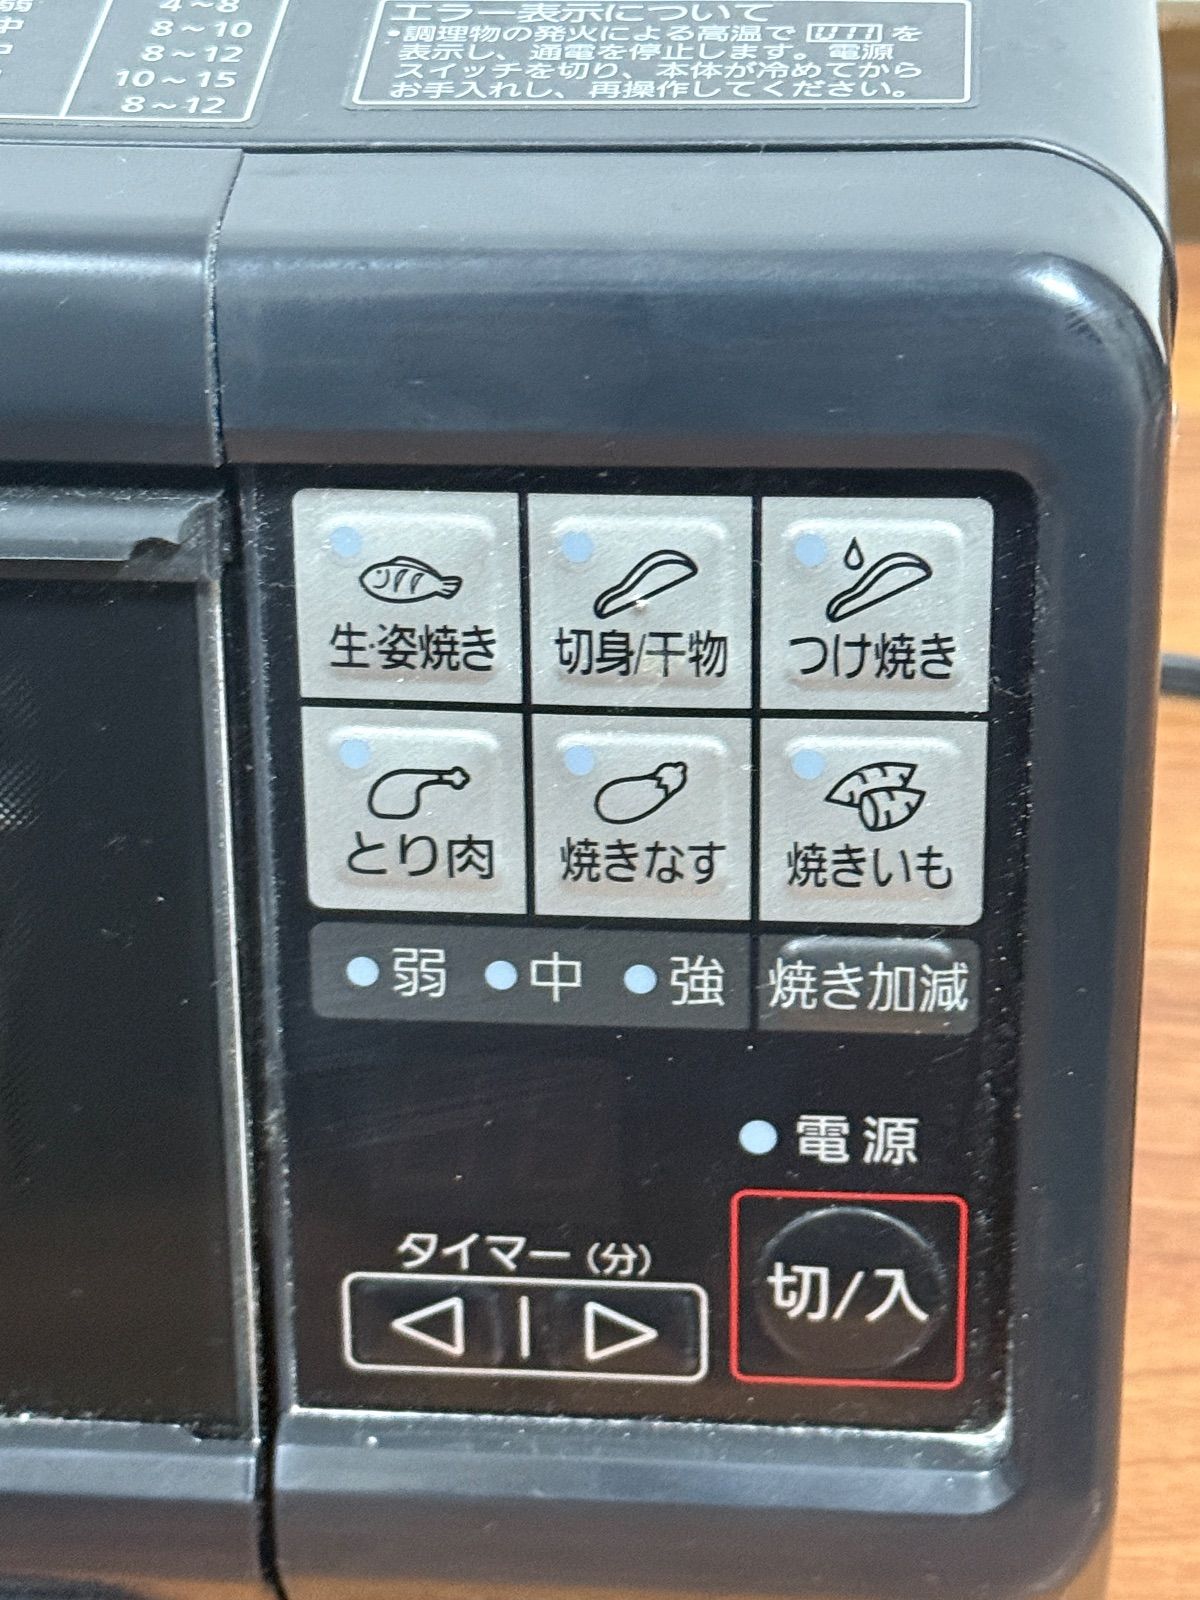 4～8
中 8～10
8～12
10～15
8～12
エラー表示について
・調理物の発火による高温で を
表示し、通電を停止します。電源
スイッチを切り、本体が冷めてから
お手入れし、再操作してください。
生・姿焼き 切身/干物 つけ焼き
とり肉 焼きなす 焼きいも
弱 中 強 焼き加減
電源
タイマー(分)
切/入